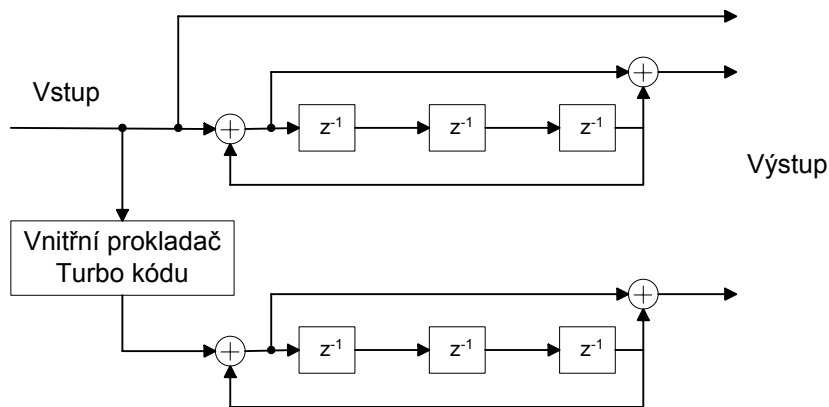 Vstup
z⁻¹ z⁻¹ z⁻¹
Výstup
Vnitřní prokladač
Turbo kódu
z⁻¹ z⁻¹ z⁻¹